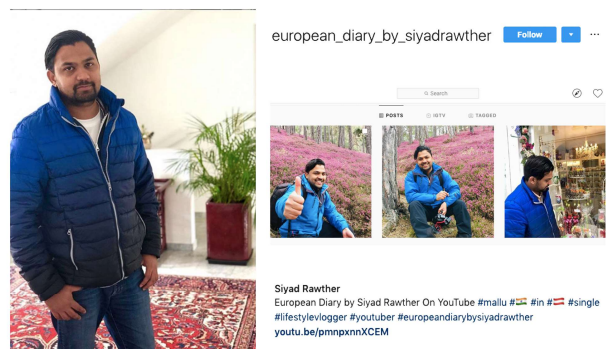 european_diary_by_siyadrawther Follow
Search
POSTS IGTV TAGGED
Siyad Rawther
European Diary by Siyad Rawther On YouTube #mallu #🇮🇳 #in #🇦🇹 #single
#lifestylevlogger #youtuber #europeandiarybysiyadrawther
youtu.be/pmnpxnnXCEM